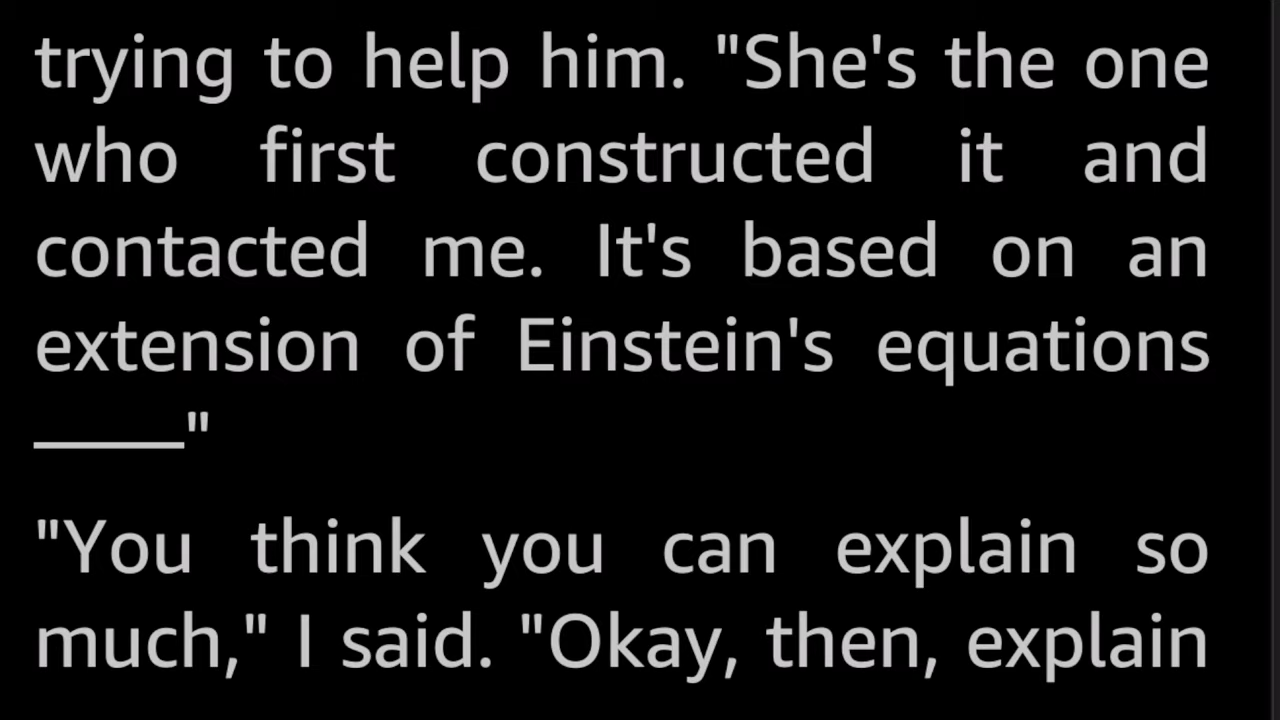 trying to help him. "She's the one
who first constructed it and
contacted me. It's based on an
extension of Einstein's equations
———"
"You think you can explain so
much," I said. "Okay, then, explain